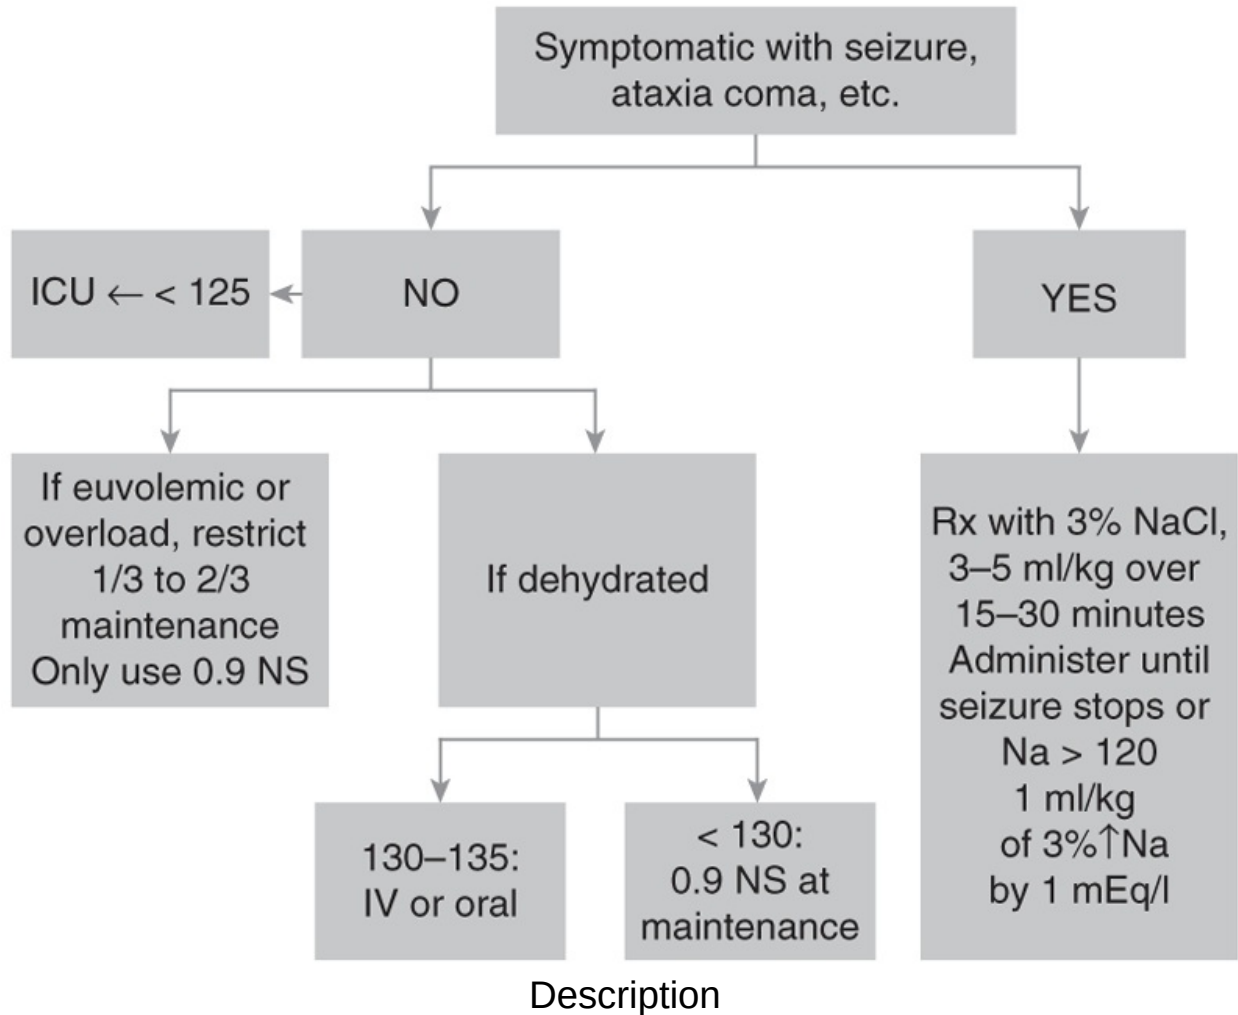 Symptomatic with seizure,
ataxia coma, etc.
ICU ← < 125
NO
YES
If euvolemic or
overload, restrict
1/3 to 2/3
maintenance
Only use 0.9 NS
If dehydrated
Rx with 3% NaCl,
3–5 ml/kg over
15–30 minutes
Administer until
seizure stops or
Na > 120
1 ml/kg
of 3%↑Na
by 1 mEq/l
130–135:
IV or oral
< 130:
0.9 NS at
maintenance
Description